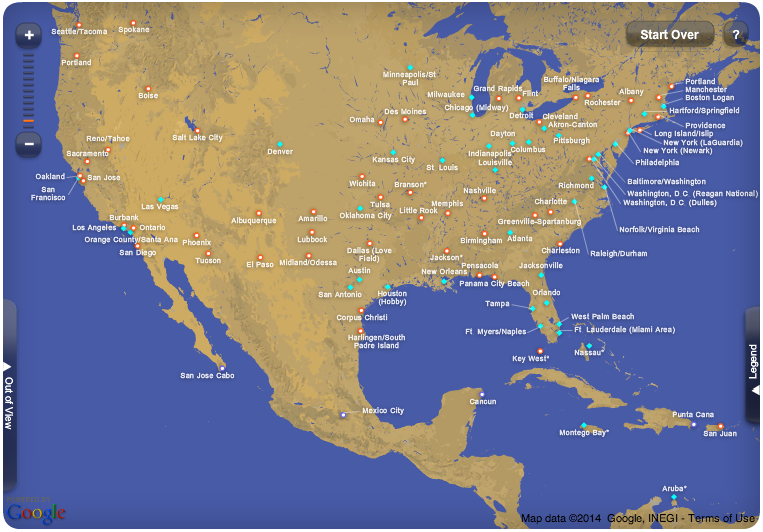 Start Over
?
+
−
Seattle/Tacoma
Spokane
Portland
Boise
Minneapolis/St
Paul
Milwaukee
Grand Rapids
Flint
Buffalo/Niagara
Falls
Rochester
Albany
Portland
Manchester
Boston Logan
Hartford/Springfield
Providence
Long Island/Islip
New York (LaGuardia)
New York (Newark)
Philadelphia
Chicago (Midway)
Detroit
Cleveland
Akron-Canton
Pittsburgh
Des Moines
Omaha
Dayton
Columbus
Indianapolis
Louisville
Reno/Tahoe
Salt Lake City
Sacramento
Denver
Kansas City
St Louis
Baltimore/Washington
Washington, D C (Reagan National)
Washington, D C (Dulles)
Richmond
Norfolk/Virginia Beach
Raleigh/Durham
Oakland
San Jose
San
Francisco
Las Vegas
Wichita
Branson*
Tulsa
Oklahoma City
Little Rock
Memphis
Nashville
Charlotte
Greenville-Spartanburg
Burbank
Los Angeles
Ontario
Orange County/Santa Ana
San Diego
Phoenix
Tucson
Albuquerque
Amarillo
Lubbock
El Paso
Midland/Odessa
Dallas (Love
Field)
Birmingham
Atlanta
Charleston
Jackson*
Pensacola
Jacksonville
New Orleans
Panama City Beach
Austin
San Antonio
Houston
(Hobby)
Corpus Christi
Harlingen/South
Padre Island
Orlando
Tampa
West Palm Beach
Ft Lauderdale (Miami Area)
Ft Myers/Naples
Key West*
Nassau*
San Jose Cabo
Mexico City
Cancun
Montego Bay*
Punta Cana
San Juan
Aruba*
Out of View
Legend
Google
Map data ©2014 Google, INEGI - Terms of Use